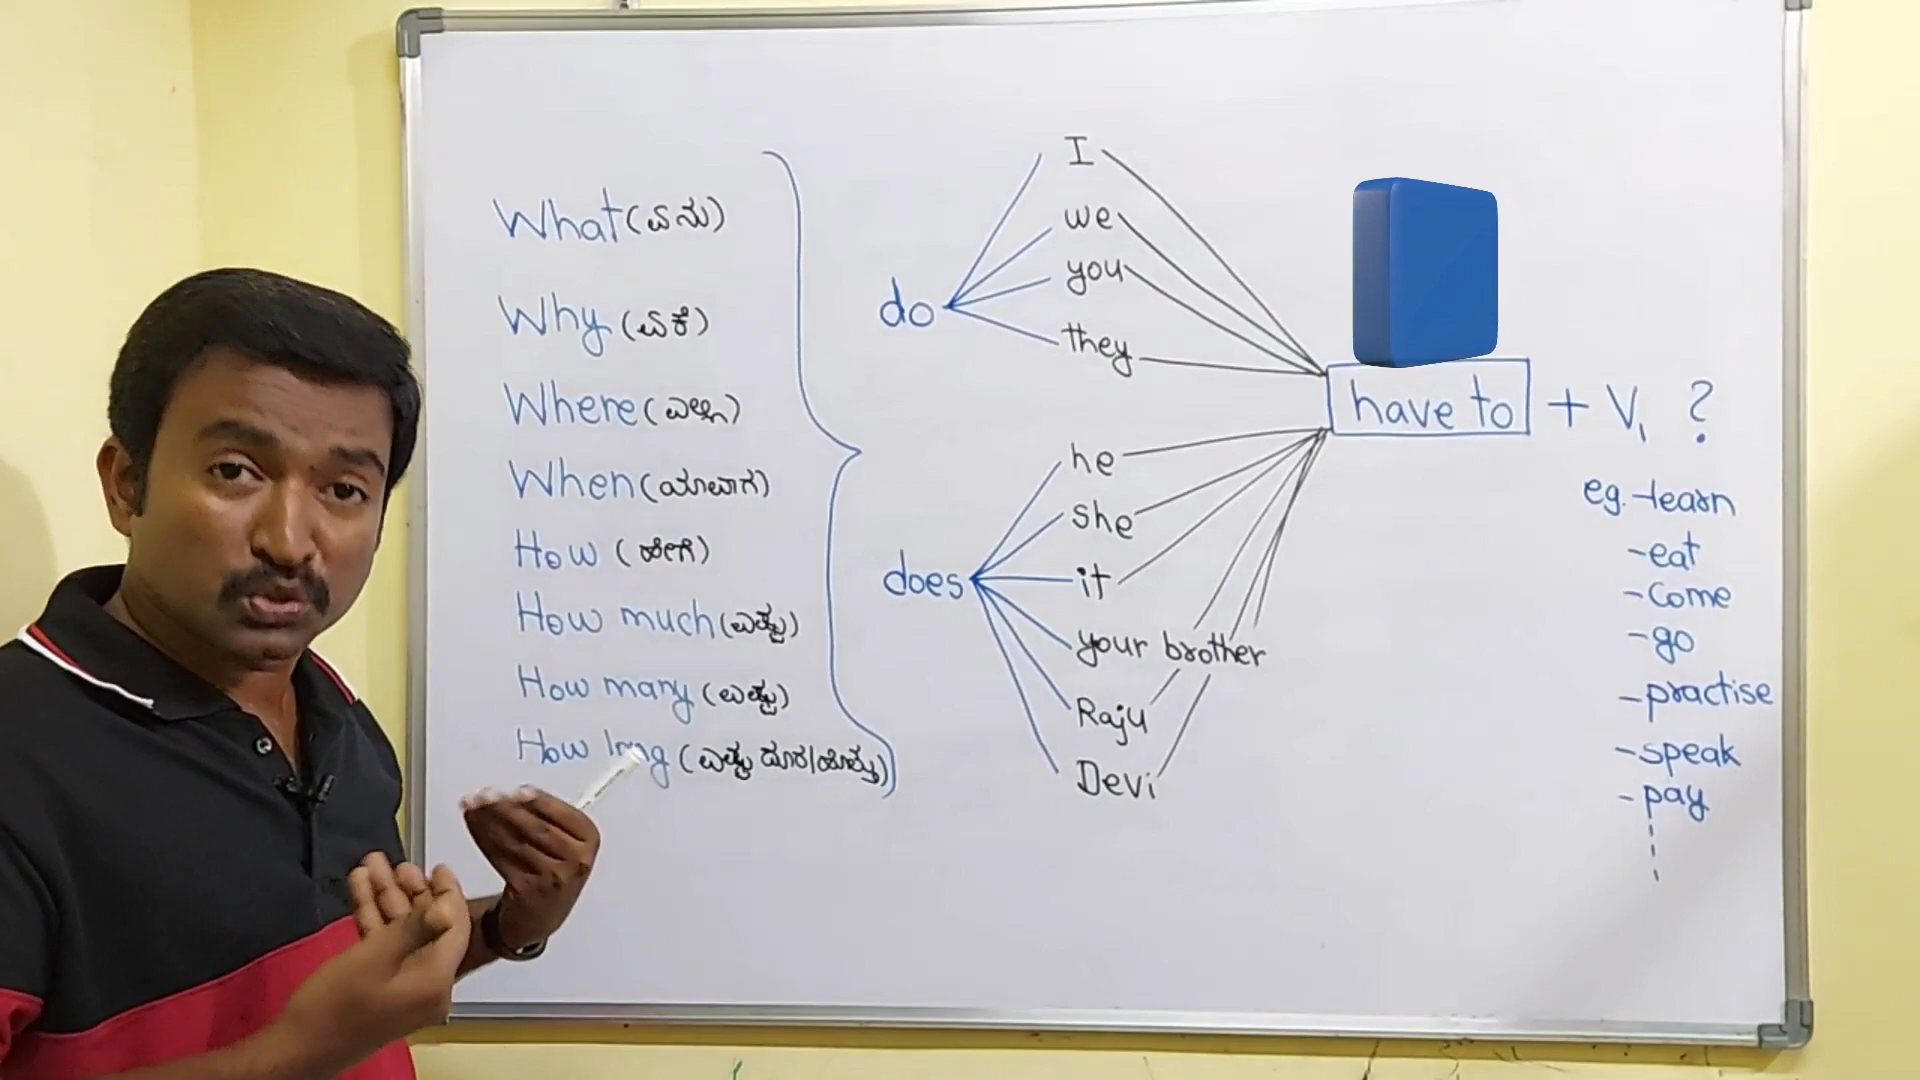 What (ಏನು)
Why (ಏಕೆ)
Where (ಎಲ್ಲಿ)
When (ಯಾವಾಗ)
How (ಹೇಗೆ)
How much (ಎಷ್ಟು)
How many (ಎಷ್ಟು)
How long (ಎಷ್ಟು ದೂರ/ಹೊತ್ತು)
do
I
we
you
they
does
he
she
it
your brother
Raju
Devi
have to + V₁ ?
eg. - learn
- eat
- come
- go
- practise
- speak
- pay